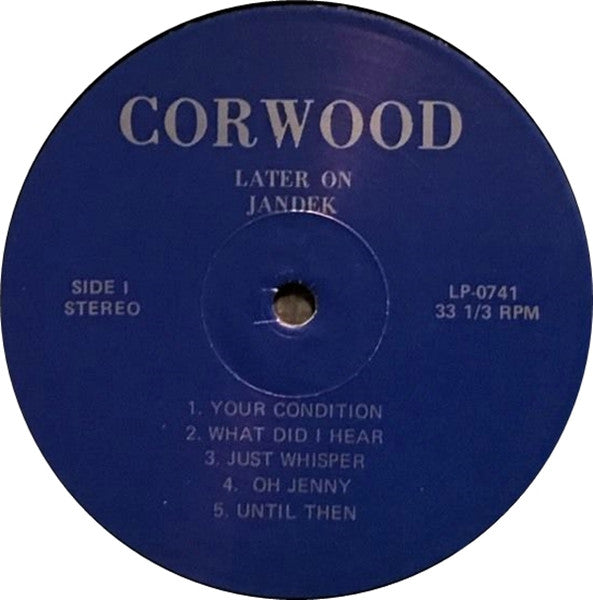 CORWOOD
LATER ON
JANDEK
SIDE I
STEREO
LP-0741
33 1/3 RPM
1. YOUR CONDITION
2. WHAT DID I HEAR
3. JUST WHISPER
4. OH JENNY
5. UNTIL THEN